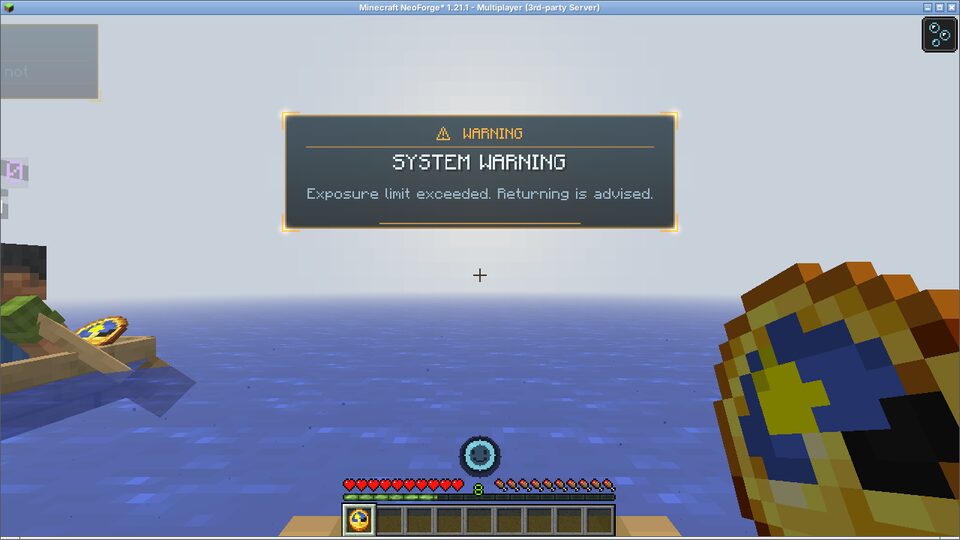 Minecraft NeoForge* 1.21.1 - Multiplayer (3rd-party Server)
not
⚠ WARNING
SYSTEM WARNING
Exposure limit exceeded. Returning is advised.
8